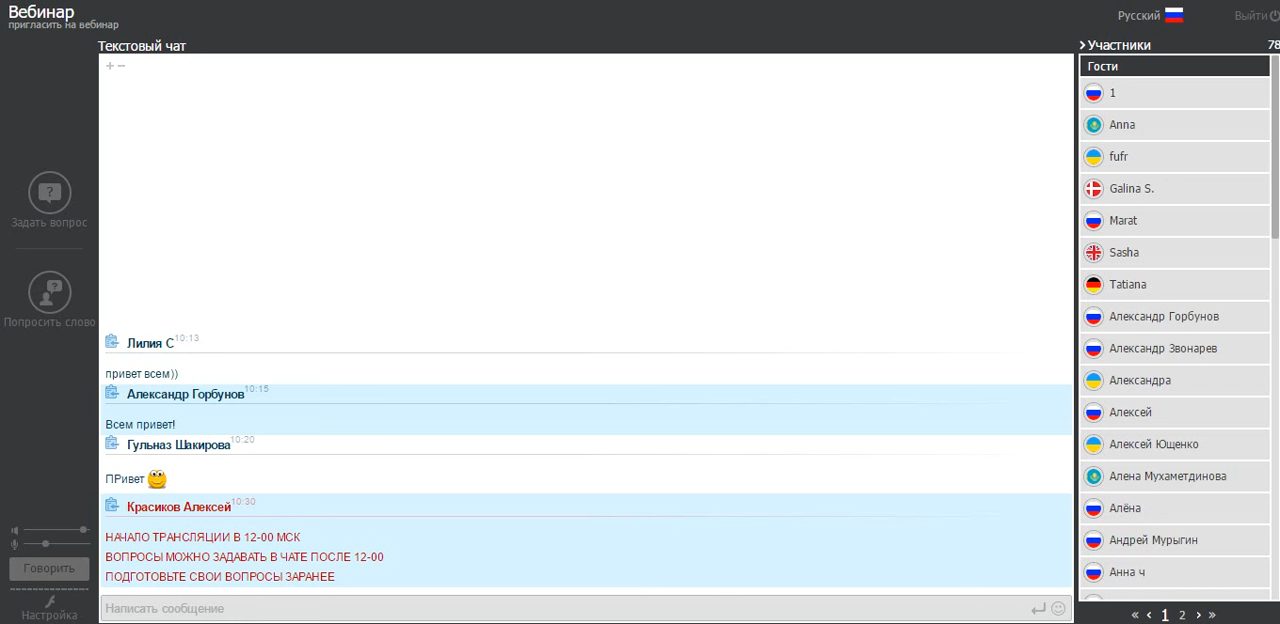 Вебинар
пригласить на вебинар
Русский
Выйти
Текстовый чат
Участники
78
+ −
Гости
1
Anna
fufr
Galina S.
Marat
Sasha
Tatiana
Александр Горбунов
Александр Звонарев
Александра
Алексей
Алексей Ющенко
Алена Мухаметдинова
Алёна
Андрей Мурыгин
Анна ч
« ‹ 1 2 › »
Задать вопрос
Попросить слово
Говорить
Настройка
Лилия С 10:13
привет всем))
Александр Горбунов 10:15
Всем привет!
Гульназ Шакирова 10:20
ПРивет
Красиков Алексей 10:30
НАЧАЛО ТРАНСЛЯЦИИ В 12-00 МСК
ВОПРОСЫ МОЖНО ЗАДАВАТЬ В ЧАТЕ ПОСЛЕ 12-00
ПОДГОТОВЬТЕ СВОИ ВОПРОСЫ ЗАРАНЕЕ
Написать сообщение